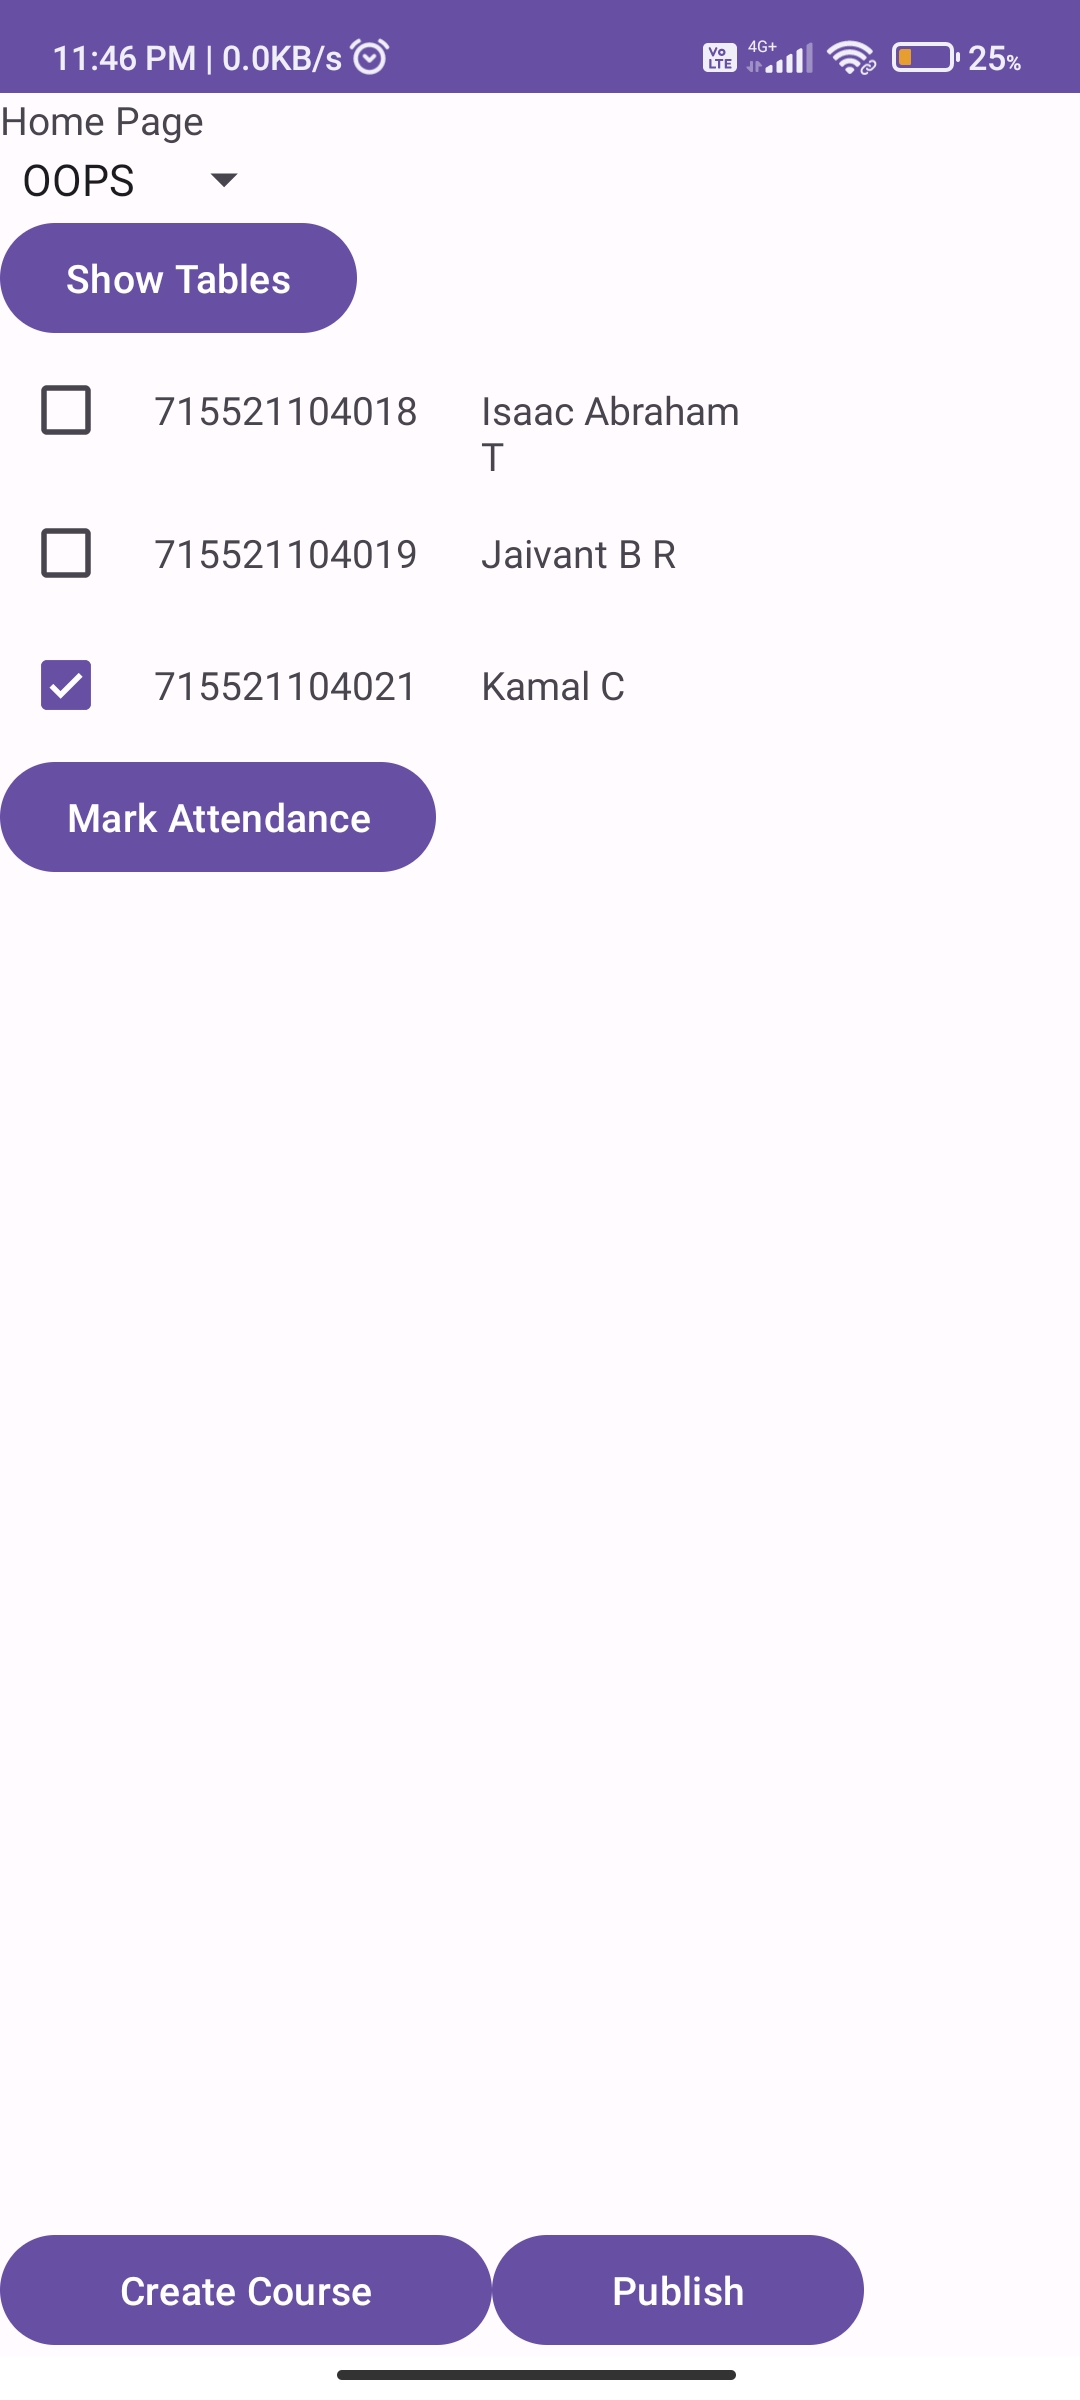 11:46 PM | 0.0KB/s Vo LTE 4G+ 25%
Home Page
OOPS
Show Tables
715521104018 Isaac Abraham
T
715521104019 Jaivant B R
715521104021 Kamal C
Mark Attendance
Create Course Publish